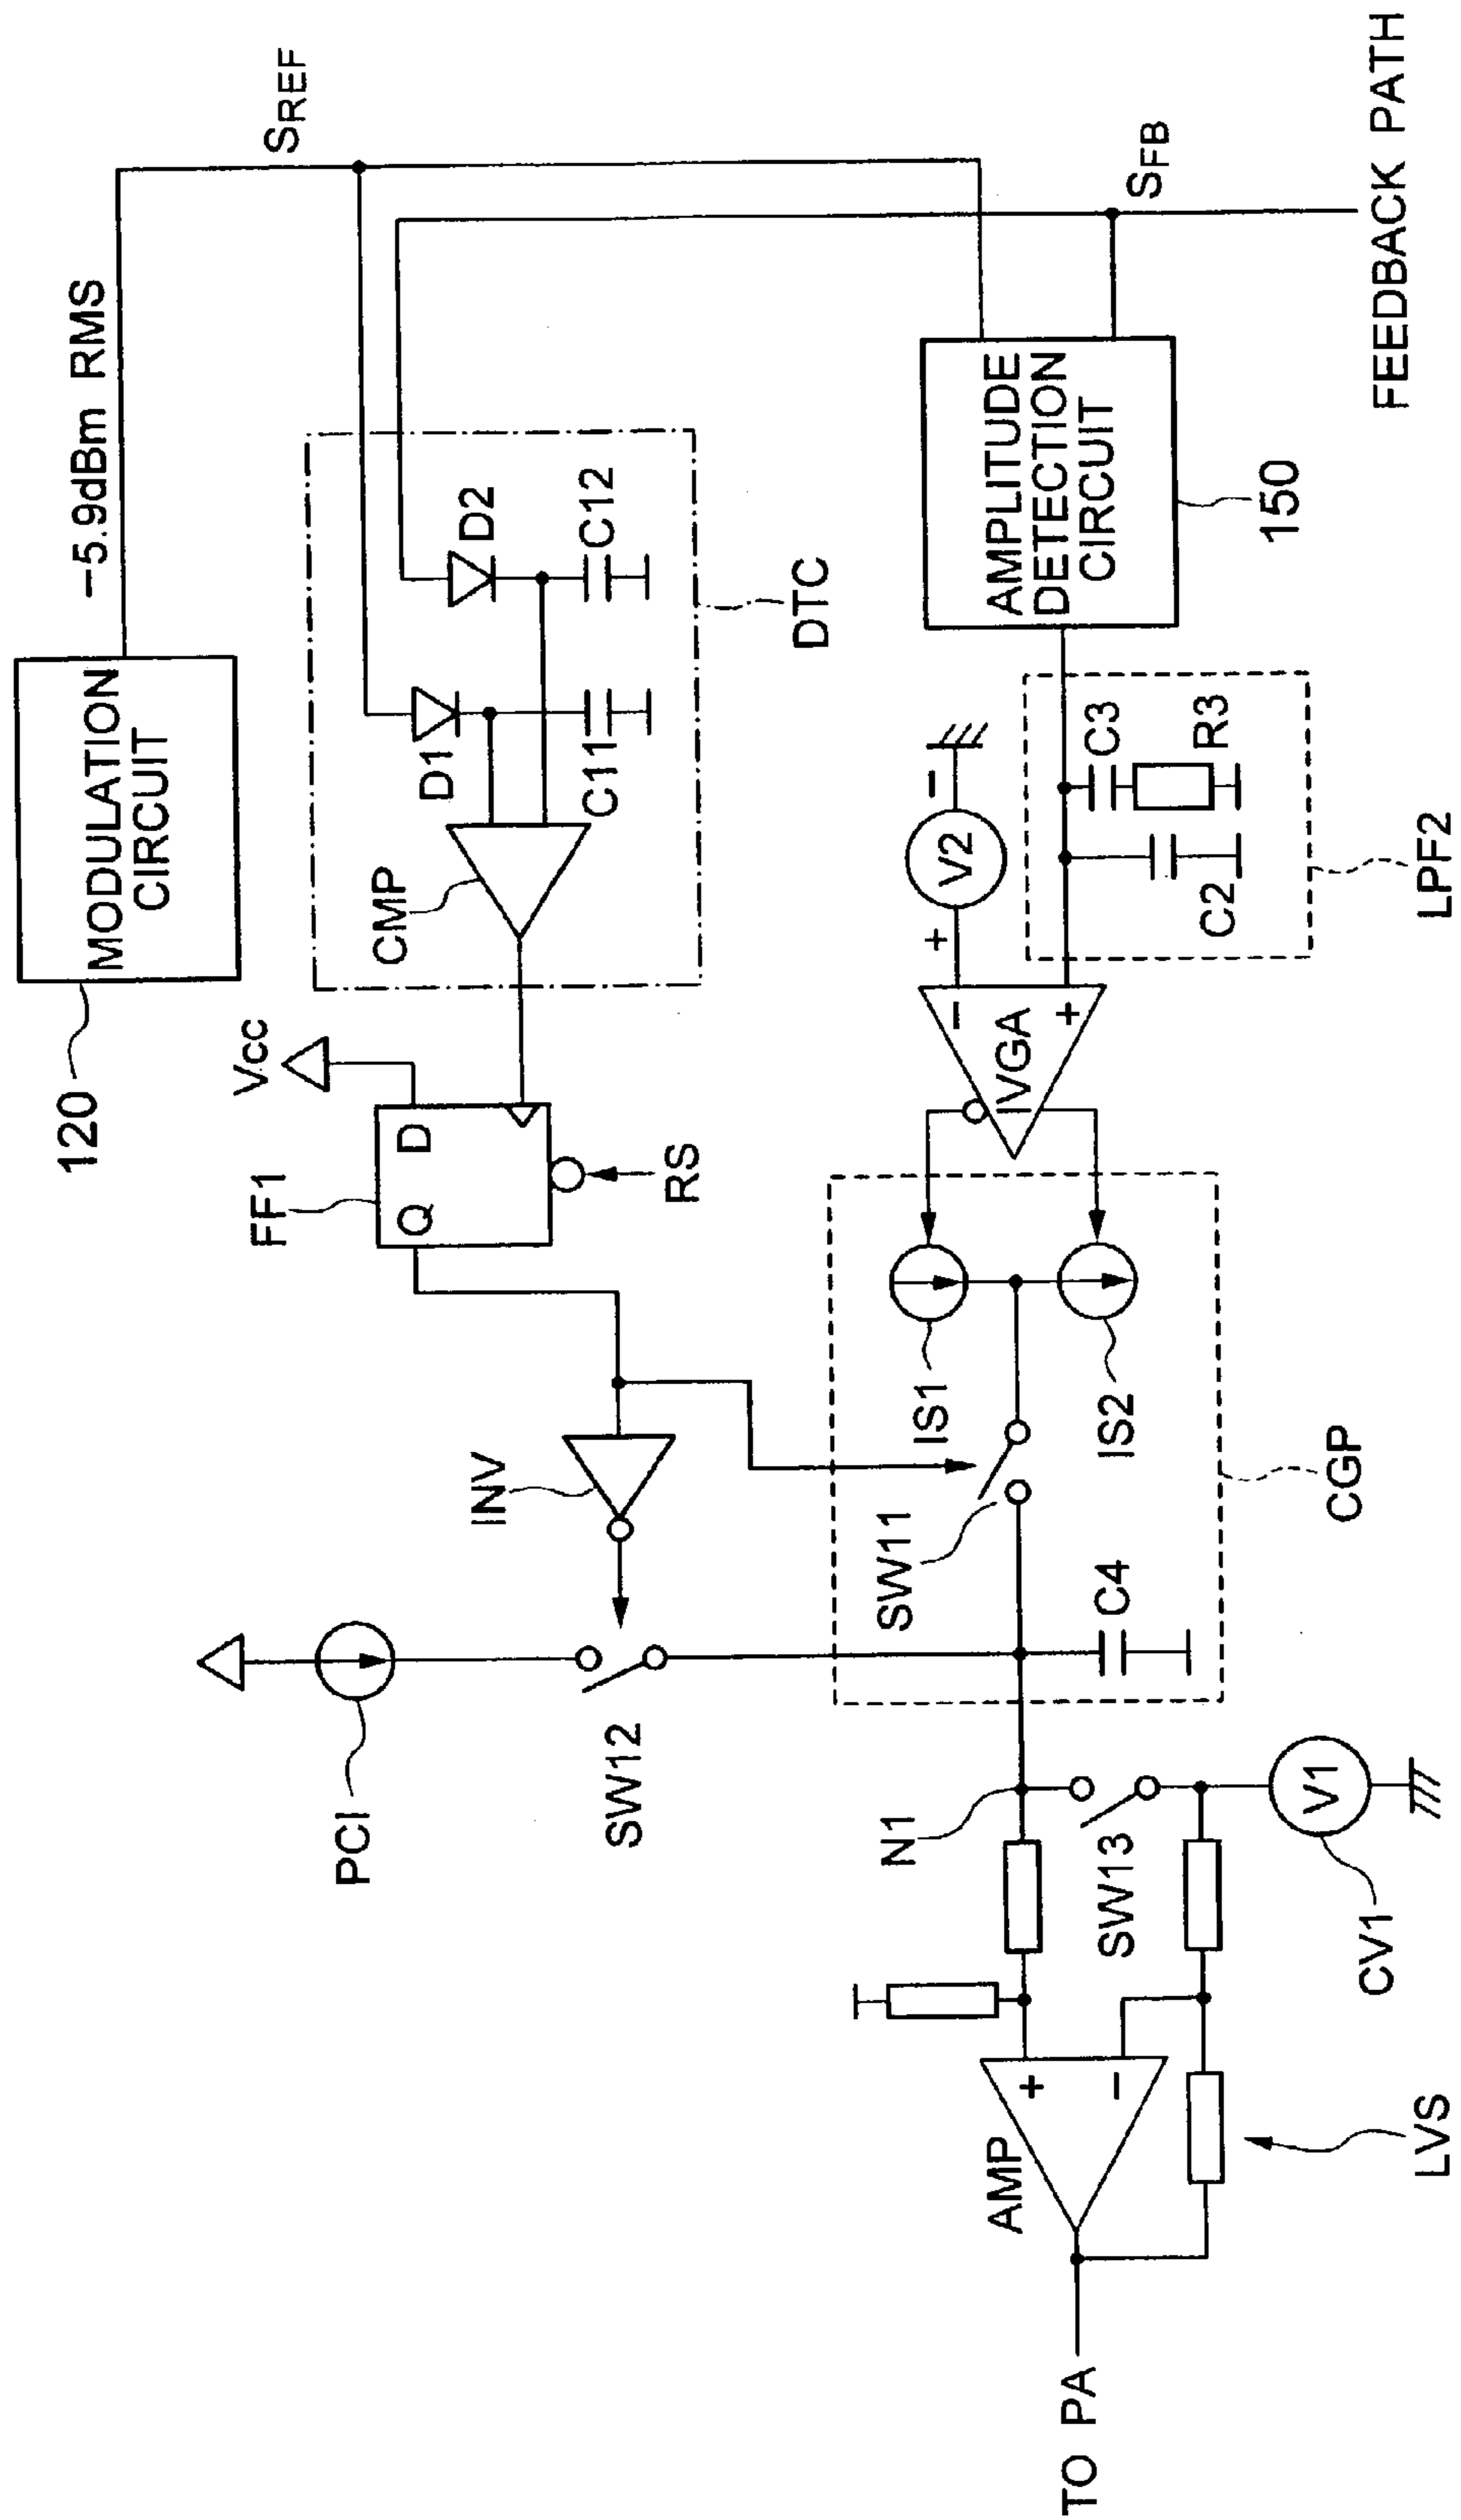 120
MODULATION
CIRCUIT
−5.9dBm RMS
SREF
Vcc
FF1
Q
D
RS
CMP
D1
D2
C11
C12
DTC
PCI
INV
SW12
SW11
IS1
IS2
C4
CGP
IVGA
−
+
+
V2
−
C2
C3
R3
LPF2
AMPLITUDE
DETECTION
CIRCUIT
150
SFB
FEEDBACK PATH
N1
SW13
V1
CV1
AMP
+
−
LVS
TO PA